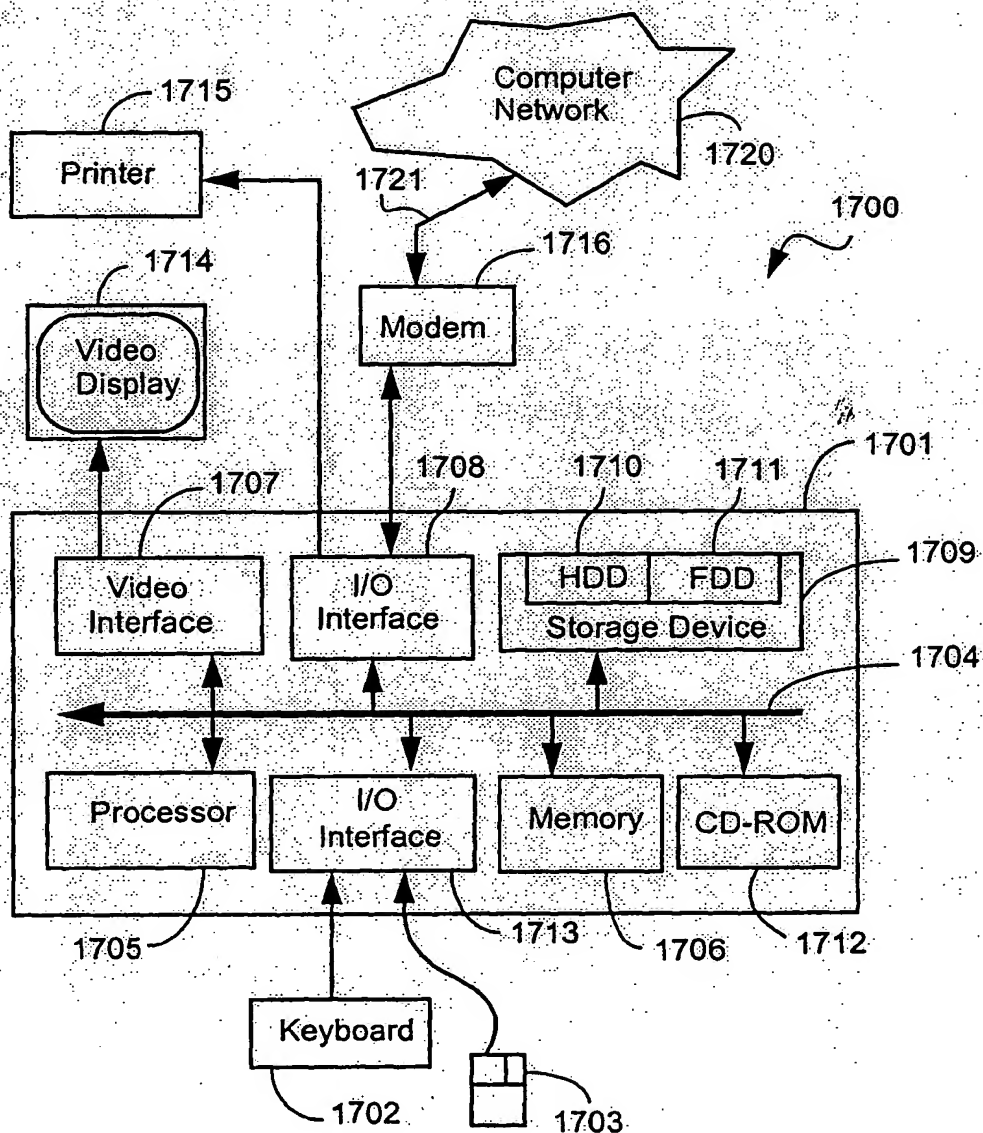 1715
Printer
Computer
Network
1720
1721
1700
1716
Modem
1714
Video
Display
1701
1707
1708
1710
1711
1709
Video
Interface
I/O
Interface
HDD
FDD
Storage Device
1704
Processor
I/O
Interface
Memory
CD-ROM
1705
1713
1706
1712
Keyboard
1702
1703